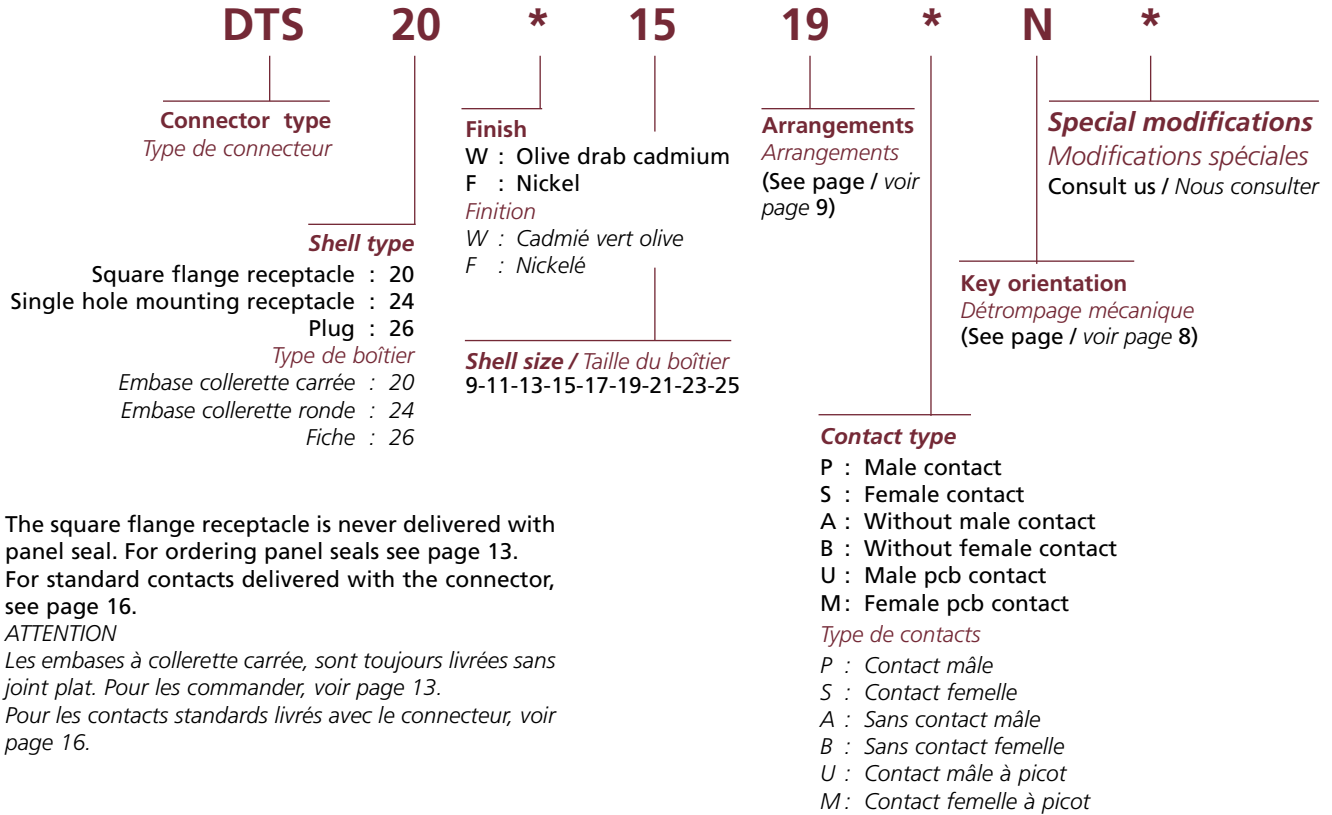 DTS 20 * 15 19 * N *
Connector type
Type de connecteur
Shell type
Square flange receptacle : 20
Single hole mounting receptacle : 24
Plug : 26
Type de boîtier
Embase collerette carrée : 20
Embase collerette ronde : 24
Fiche : 26
Finish
W : Olive drab cadmium
F : Nickel
Finition
W : Cadmié vert olive
F : Nickelé
Shell size / Taille du boîtier
9-11-13-15-17-19-21-23-25
Arrangements
Arrangements
(See page / voir
page 9)
Contact type
P : Male contact
S : Female contact
A : Without male contact
B : Without female contact
U : Male pcb contact
M : Female pcb contact
Type de contacts
P : Contact mâle
S : Contact femelle
A : Sans contact mâle
B : Sans contact femelle
U : Contact mâle à picot
M : Contact femelle à picot
Key orientation
Détrompage mécanique
(See page / voir page 8)
Special modifications
Modifications spéciales
Consult us / Nous consulter
The square flange receptacle is never delivered with
panel seal. For ordering panel seals see page 13.
For standard contacts delivered with the connector,
see page 16.
ATTENTION
Les embases à collerette carrée, sont toujours livrées sans
joint plat. Pour les commander, voir page 13.
Pour les contacts standards livrés avec le connecteur, voir
page 16.